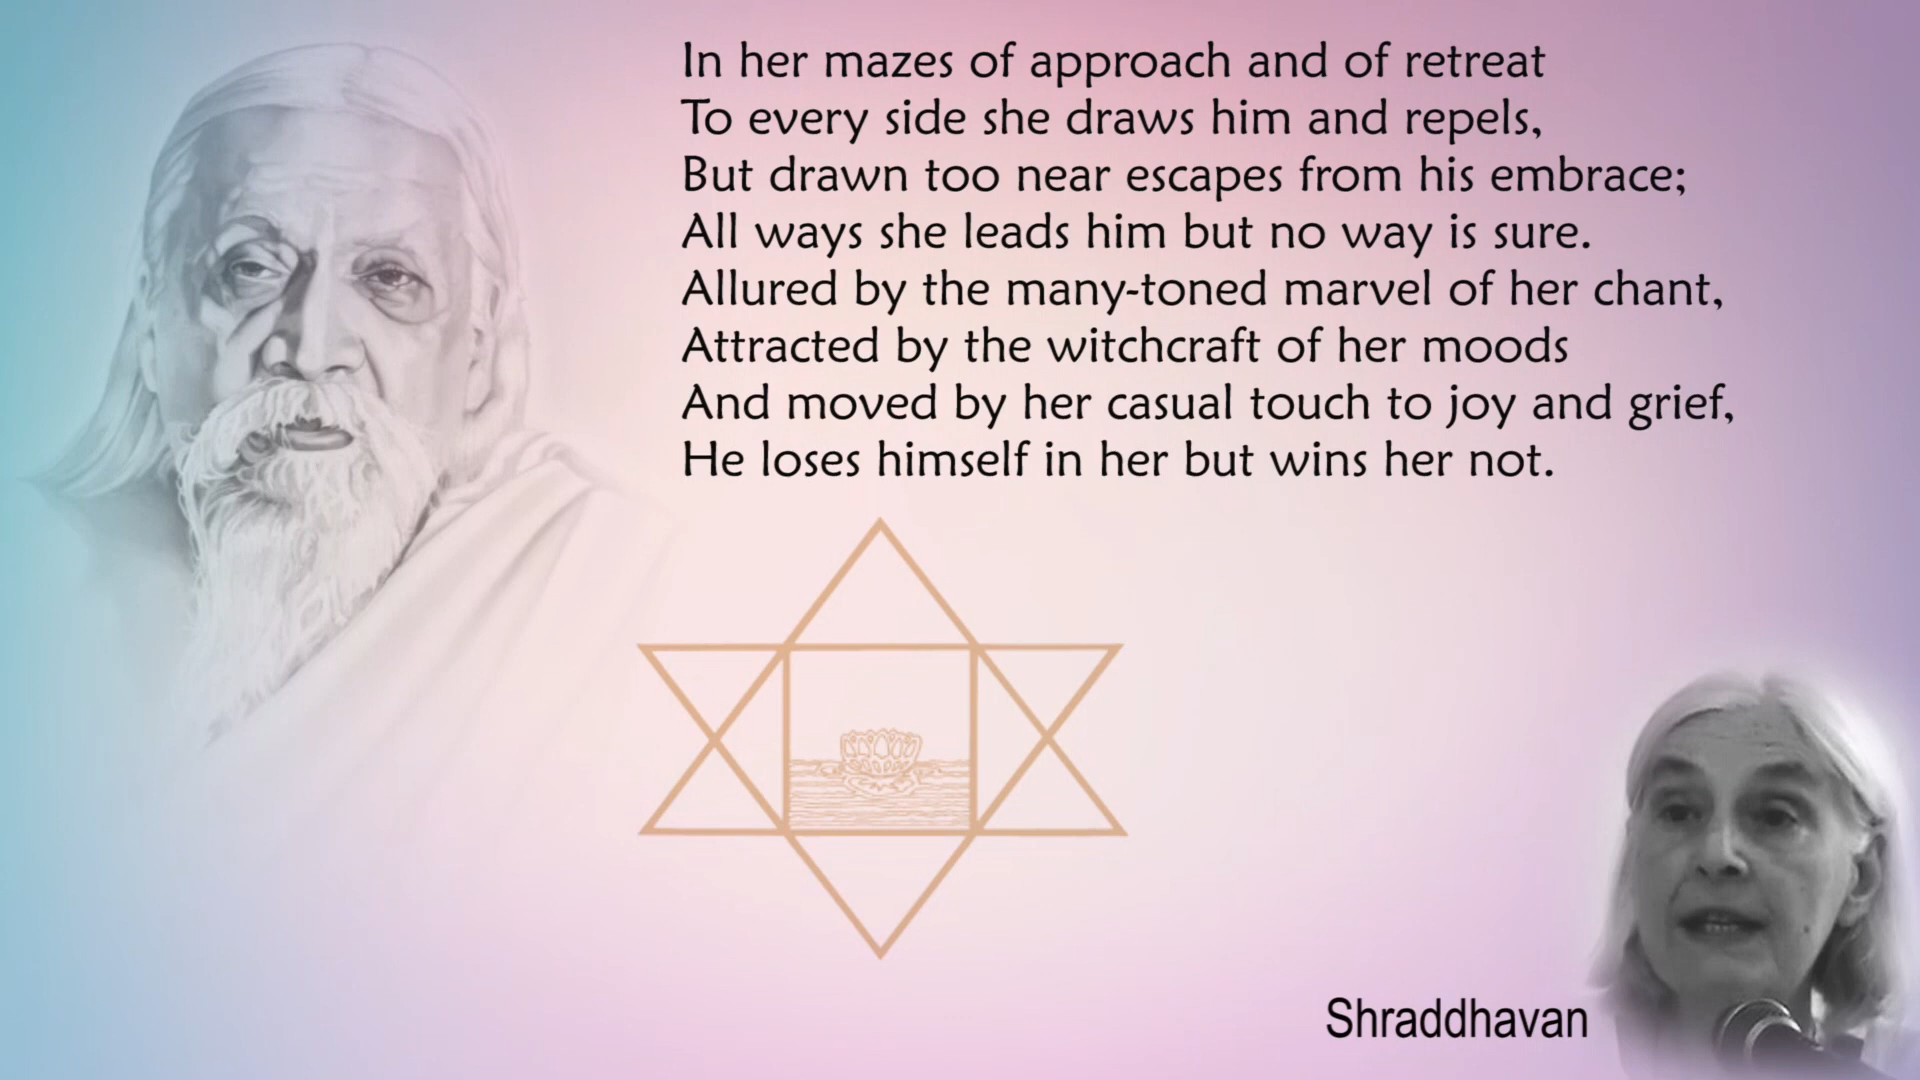 In her mazes of approach and of retreat
To every side she draws him and repels,
But drawn too near escapes from his embrace;
All ways she leads him but no way is sure.
Allured by the many-toned marvel of her chant,
Attracted by the witchcraft of her moods
And moved by her casual touch to joy and grief,
He loses himself in her but wins her not.
Shraddhavan